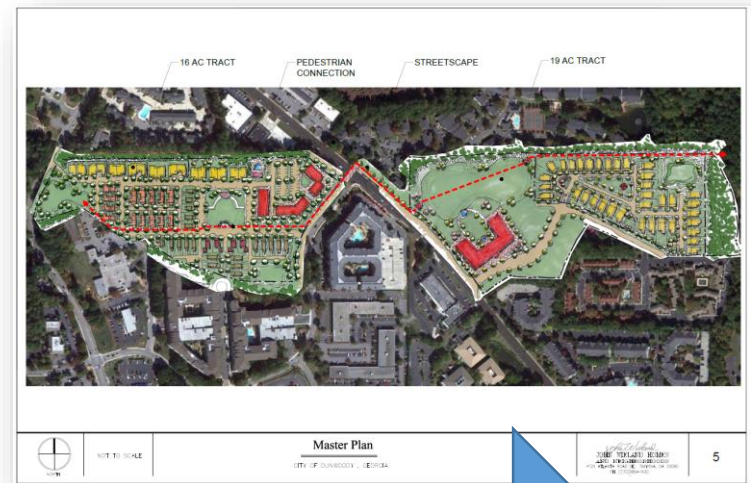 16 AC TRACT
PEDESTRIAN
CONNECTION
STREETSCAPE
19 AC TRACT
NORTH
NOT TO SCALE
Master Plan
CITY OF DUNWOODY, GEORGIA
JOHN WIELAND HOMES
5